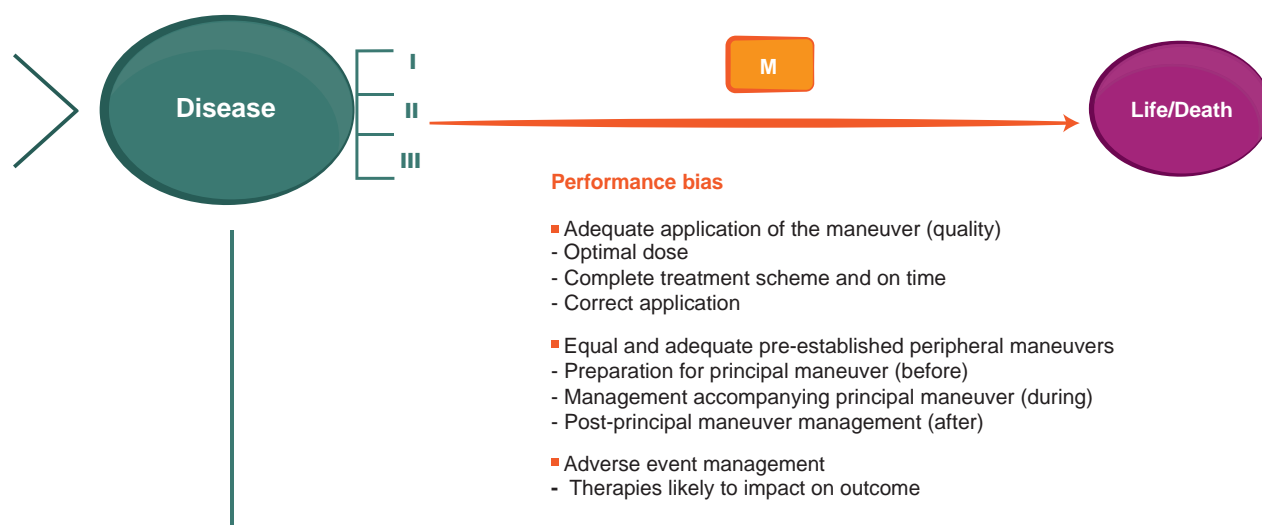 Disease
I
II
III
M
Life/Death
Performance bias
Adequate application of the maneuver (quality)
- Optimal dose
- Complete treatment scheme and on time
- Correct application
Equal and adequate pre-established peripheral maneuvers
- Preparation for principal maneuver (before)
- Management accompanying principal maneuver (during)
- Post-principal maneuver management (after)
Adverse event management
- Therapies likely to impact on outcome